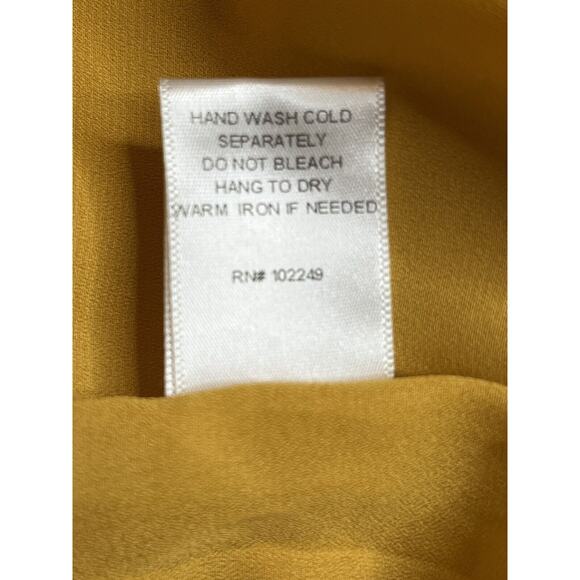 HAND WASH COLD
SEPARATELY
DO NOT BLEACH
HANG TO DRY
WARM IRON IF NEEDED
RN# 102249